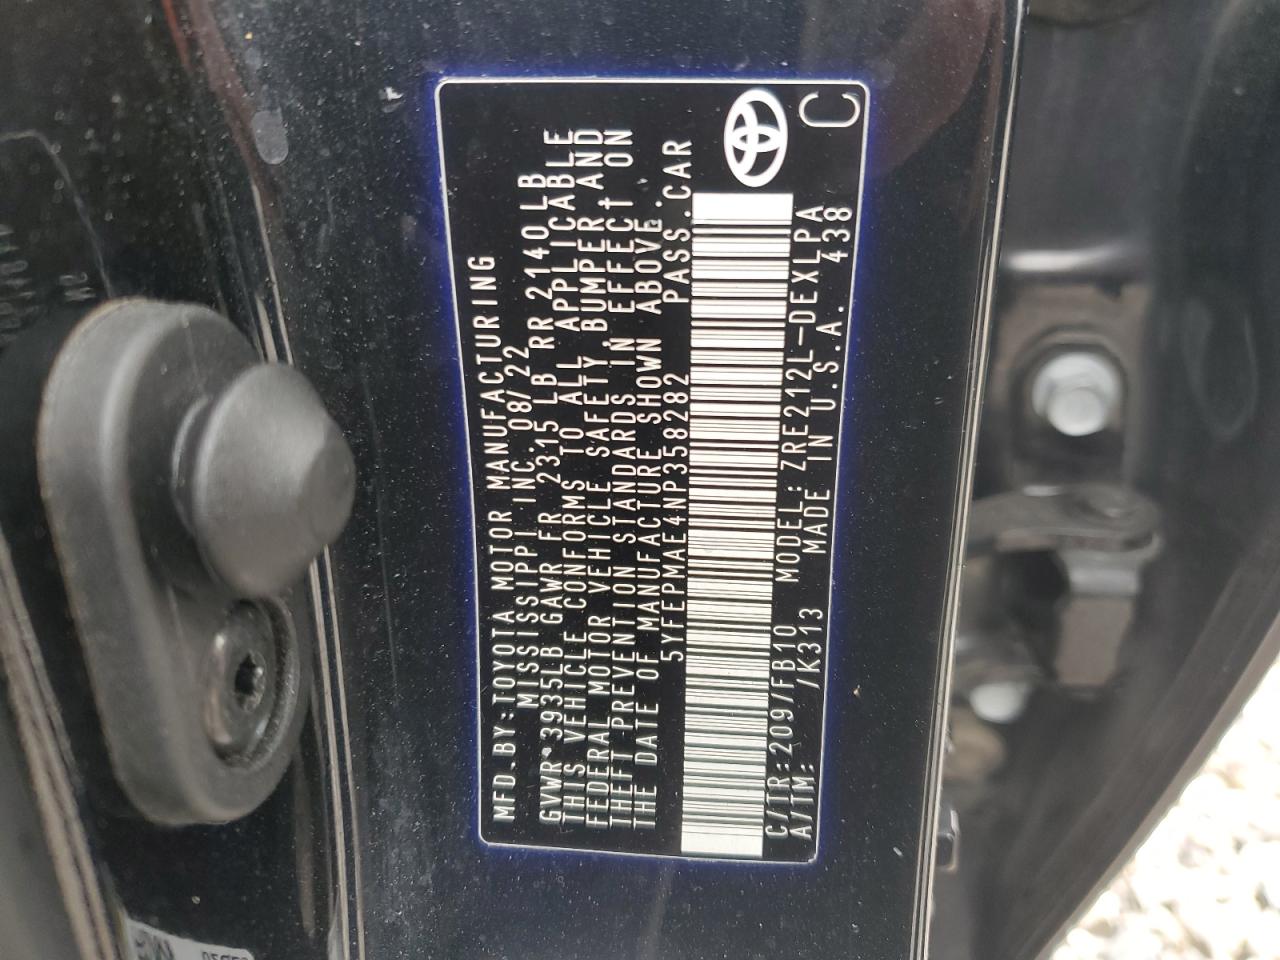 MFD.BY:TOYOTA MOTOR MANUFACTURING
MISSISSIPPI INC. 08/22
GVWR 3935LB GAWR FR 2315 LB RR 2140 LB
THIS VEHICLE CONFORMS TO ALL APPLICABLE
FEDERAL MOTOR VEHICLE SAFETY, BUMPER AND
THEFT PREVENTION STANDARDS IN EFFECT ON
THE DATE OF MANUFACTURE SHOWN ABOVE.
5YFEPMAE4NP358282 PASS.CAR
C/TR:209/FB10 MODEL:ZRE212L-DEXLPA
A/TM: /K313 MADE IN U.S.A. 438
C